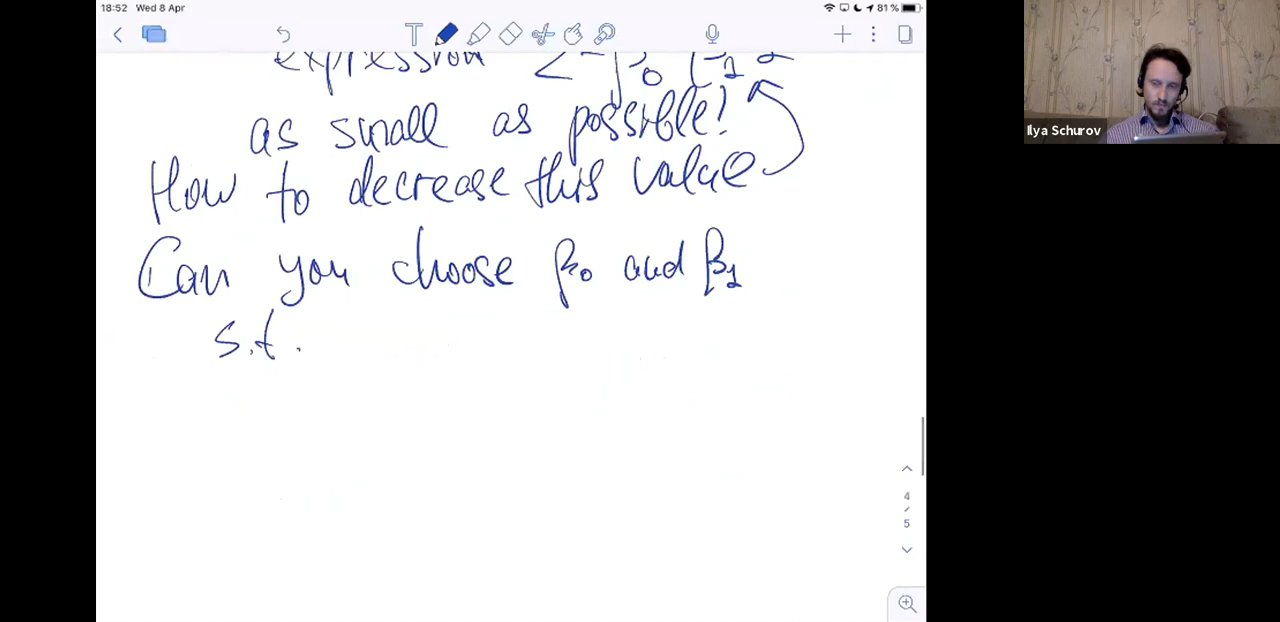 18:52 Wed 8 Apr
81%
expression
as small as possible!
How to decrease this value
Can you choose β0 and β1
s.t.
Ilya Schurov
4
5